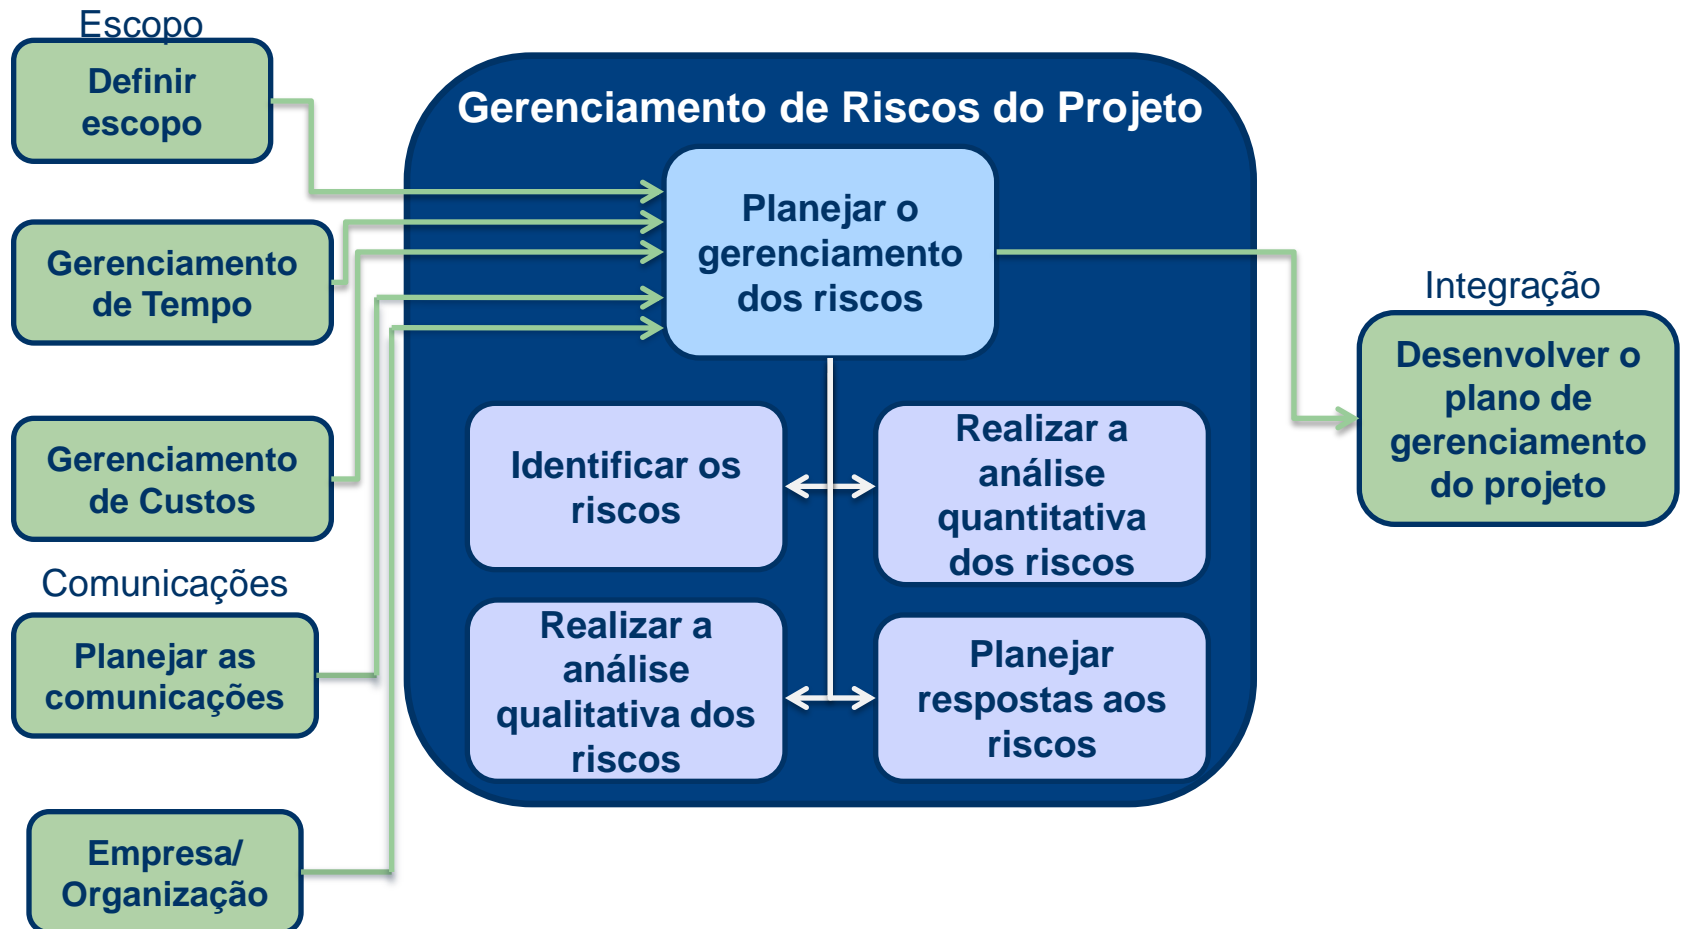 Escopo
Definir
escopo
Gerenciamento
de Tempo
Gerenciamento
de Custos
Comunicações
Planejar as
comunicações
Empresa/
Organização
Gerenciamento de Riscos do Projeto
Planejar o
gerenciamento
dos riscos
Identificar os
riscos
Realizar a
análise
quantitativa
dos riscos
Realizar a
análise
qualitativa dos
riscos
Planejar
respostas aos
riscos
Integração
Desenvolver o
plano de
gerenciamento
do projeto